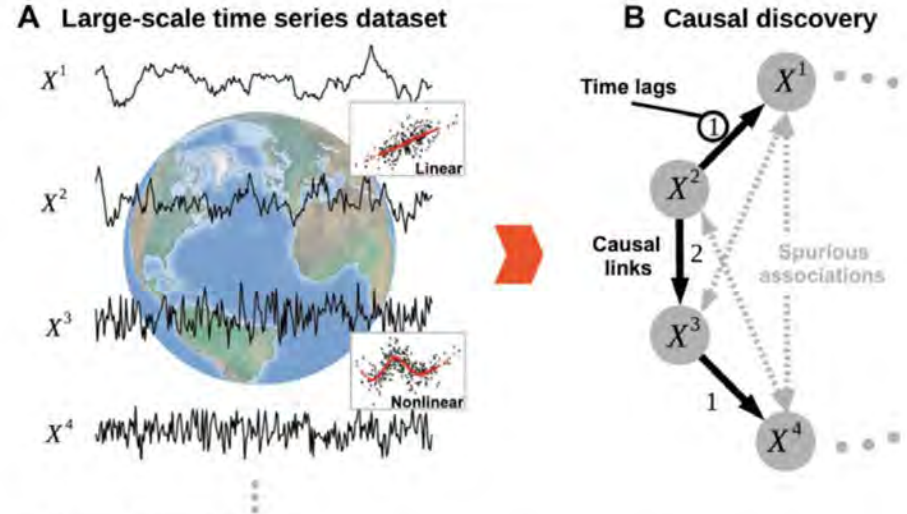 A Large-scale time series dataset
X¹
Linear
X²
X³
Nonlinear
X⁴
B Causal discovery
Time lags
X¹
1
X²
Causal
links
2
Spurious
associations
X³
1
X⁴